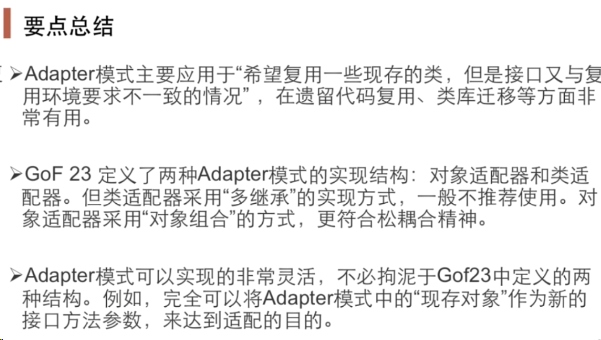 要点总结
➢Adapter模式主要应用于“希望复用一些现存的类，但是接口又与复
用环境要求不一致的情况”，在遗留代码复用、类库迁移等方面非
常有用。
➢GoF 23 定义了两种Adapter模式的实现结构：对象适配器和类适
配器。但类适配器采用“多继承”的实现方式，一般不推荐使用。对
象适配器采用“对象组合”的方式，更符合松耦合精神。
➢Adapter模式可以实现的非常灵活，不必拘泥于Gof23中定义的两
种结构。例如，完全可以将Adapter模式中的“现存对象”作为新的
接口方法参数，来达到适配的目的。